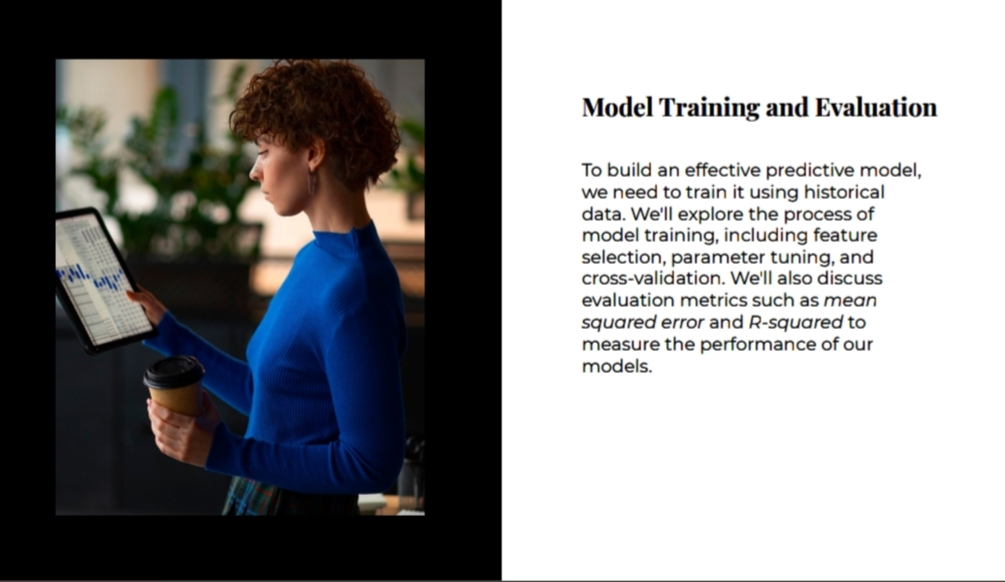 Model Training and Evaluation
To build an effective predictive model,
we need to train it using historical
data. We'll explore the process of
model training, including feature
selection, parameter tuning, and
cross-validation. We'll also discuss
evaluation metrics such as mean
squared error and R-squared to
measure the performance of our
models.